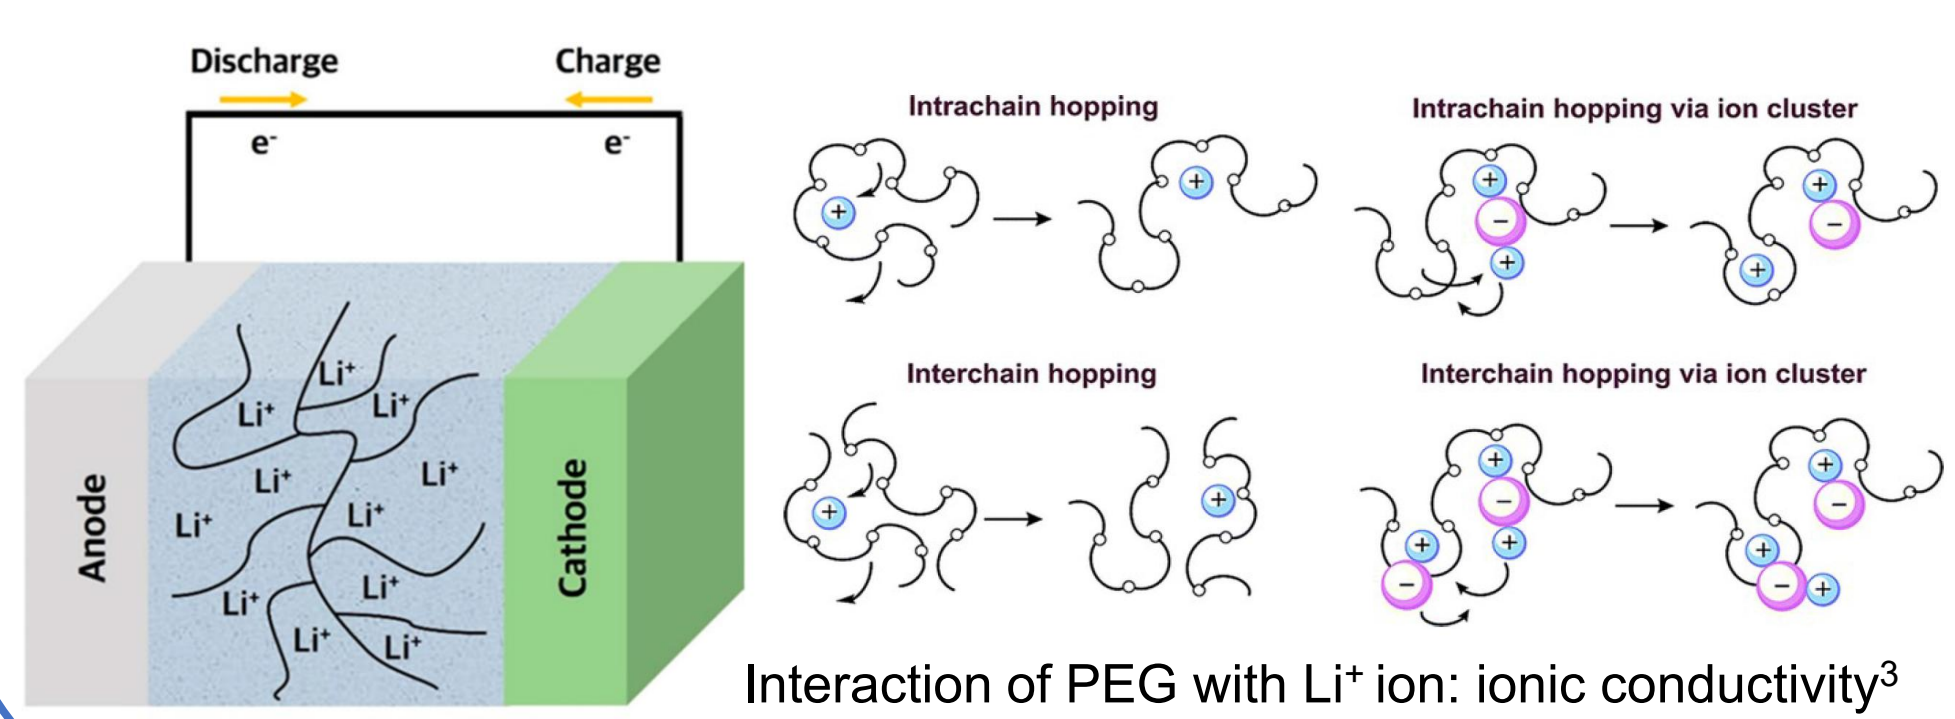 Discharge
Charge
e⁻
e⁻
Li⁺
Li⁺
Li⁺
Li⁺
Li⁺
Li⁺
Li⁺
Li⁺
Li⁺
Li⁺
Li⁺
Anode
Cathode
Intrachain hopping
+
+
Intrachain hopping via ion cluster
+
−
+
+
−
+
Interchain hopping
+
+
Interchain hopping via ion cluster
+
−
+
+
−
+
−
+
−
+
Interaction of PEG with Li⁺ ion: ionic conductivity³